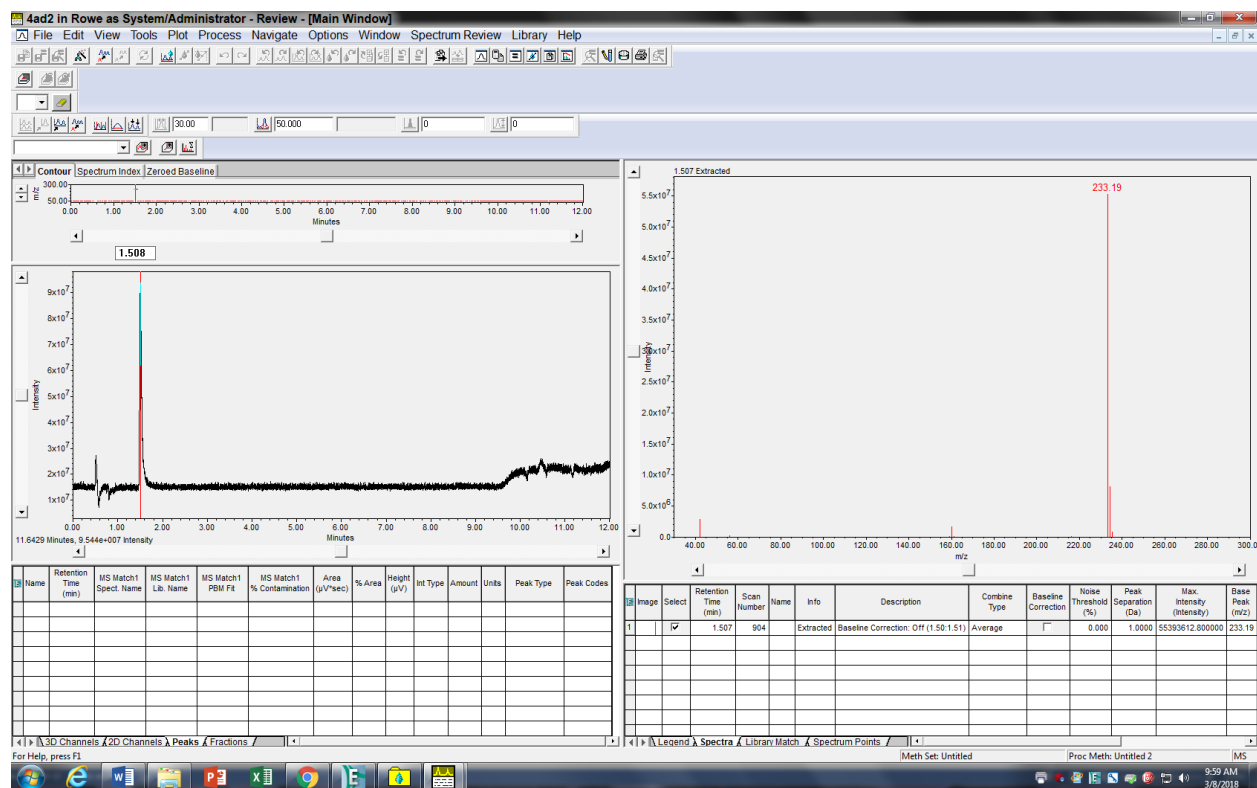 4ad2 in Rowe as System/Administrator - Review - [Main Window]
File Edit View Tools Plot Process Navigate Options Window Spectrum Review Library Help
30.00
50.000
0
0
Contour Spectrum Index Zeroed Baseline
m/z
300.00
50.00
0.00 1.00 2.00 3.00 4.00 5.00 6.00 7.00 8.00 9.00 10.00 11.00 12.00
Minutes
1.508
Intensity
9x10^7
8x10^7
7x10^7
6x10^7
5x10^7
4x10^7
3x10^7
2x10^7
1x10^7
0.00 1.00 2.00 3.00 4.00 5.00 6.00 7.00 8.00 9.00 10.00 11.00 12.00
Minutes
11.6429 Minutes, 9.544e+007 Intensity
Name Retention Time (min) MS Match1 Spect. Name MS Match1 Lib. Name MS Match1 PBM Fit MS Match1 % Contamination Area (µV*sec) % Area Height (µV) Int Type Amount Units Peak Type Peak Codes
3D Channels 2D Channels Peaks Fractions
1.507 Extracted
233.19
Intensity
5.5x10^7
5.0x10^7
4.5x10^7
4.0x10^7
3.5x10^7
3.0x10^7
2.5x10^7
2.0x10^7
1.5x10^7
1.0x10^7
5.0x10^6
0.0
40.00 60.00 80.00 100.00 120.00 140.00 160.00 180.00 200.00 220.00 240.00 260.00 280.00 300.0
m/z
Image Select Retention Time (min) Scan Number Name Info Description Combine Type Baseline Correction Noise Threshold (%) Peak Separation (Da) Max. Intensity (Intensity) Base Peak (m/z)
1 1.507 904 Extracted Baseline Correction: Off (1.50:1.51) Average 0.000 1.0000 55393612.800000 233.19
Legend Spectra Library Match Spectrum Points
For Help, press F1
Meth Set: Untitled
Proc Meth: Untitled 2
MS
9:59 AM
3/8/2018